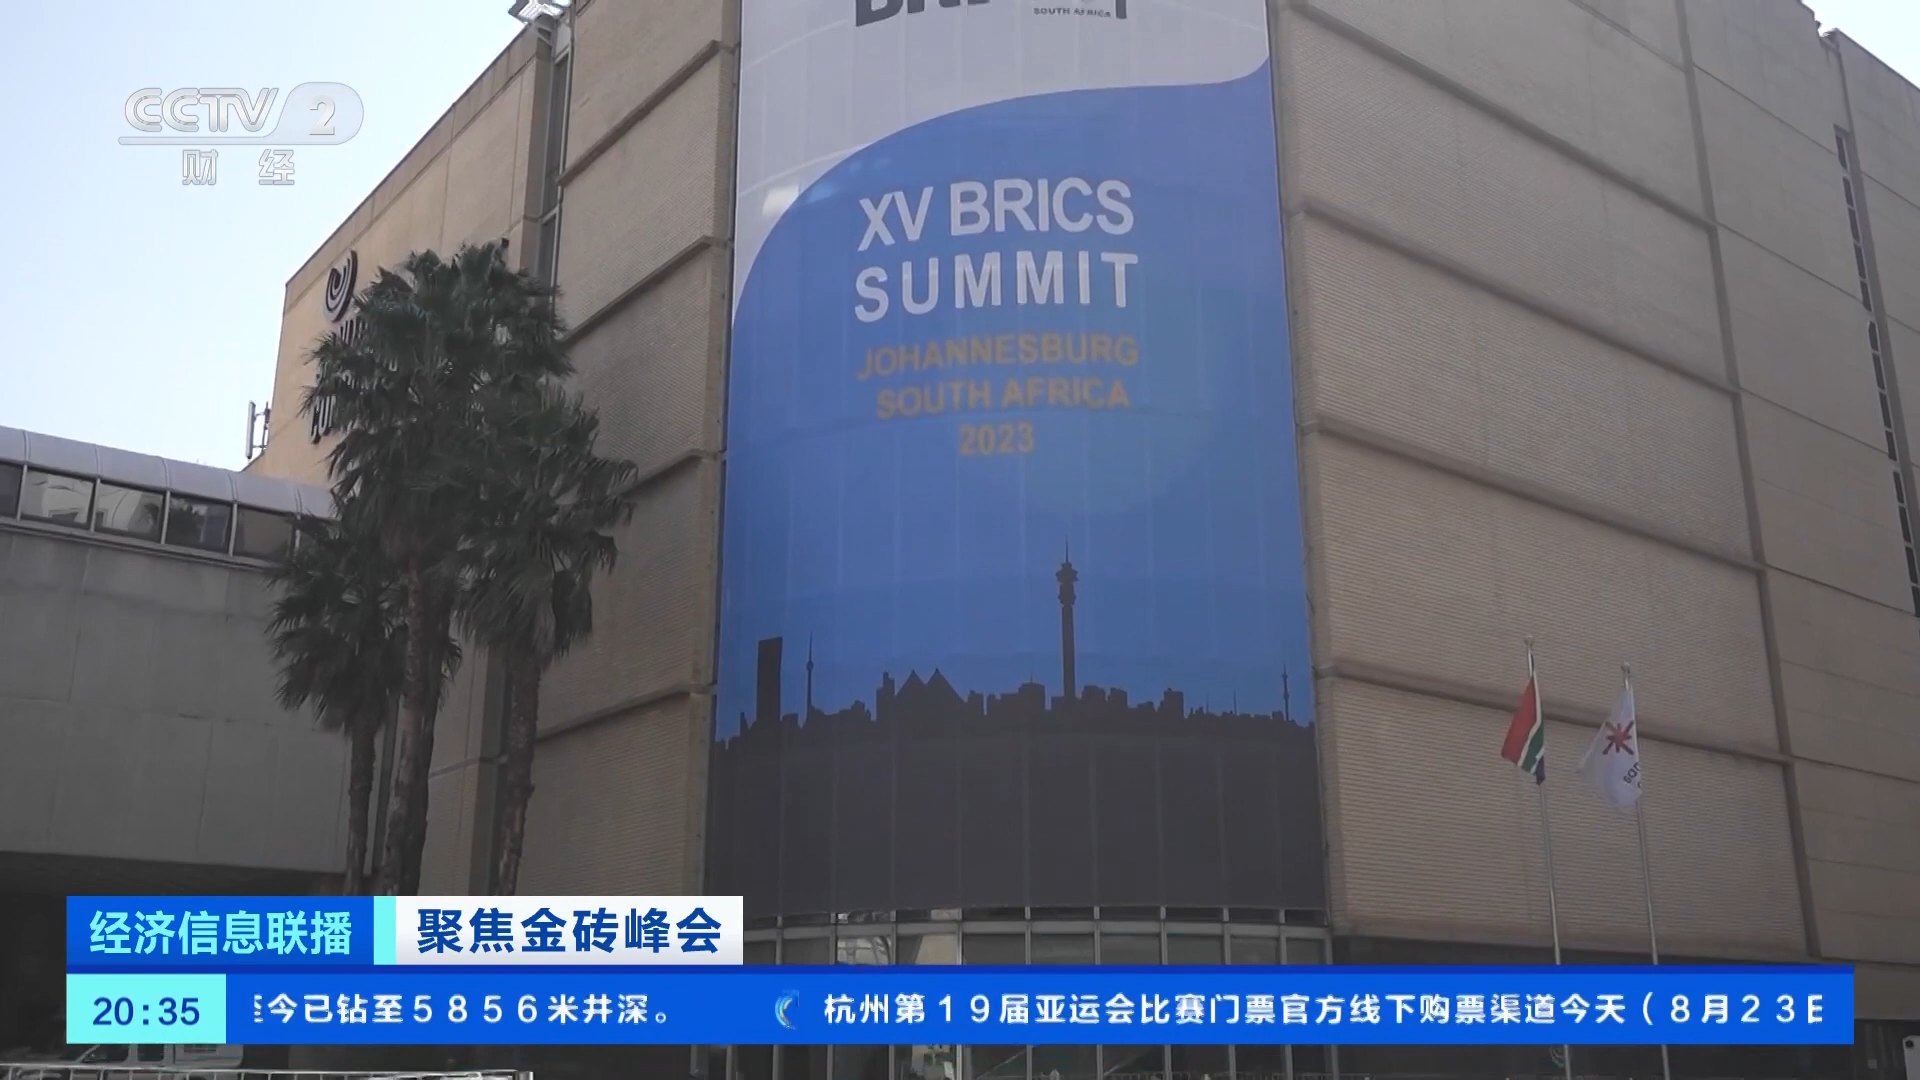 SOUTH AFRICA
CCTV 2
财 经
XV BRICS
SUMMIT
JOHANNESBURG
SOUTH AFRICA
2023
经济信息联播
聚焦金砖峰会
20:35
今已钻至5856米井深。
杭州第19届亚运会比赛门票官方线下购票渠道今天（8月23日